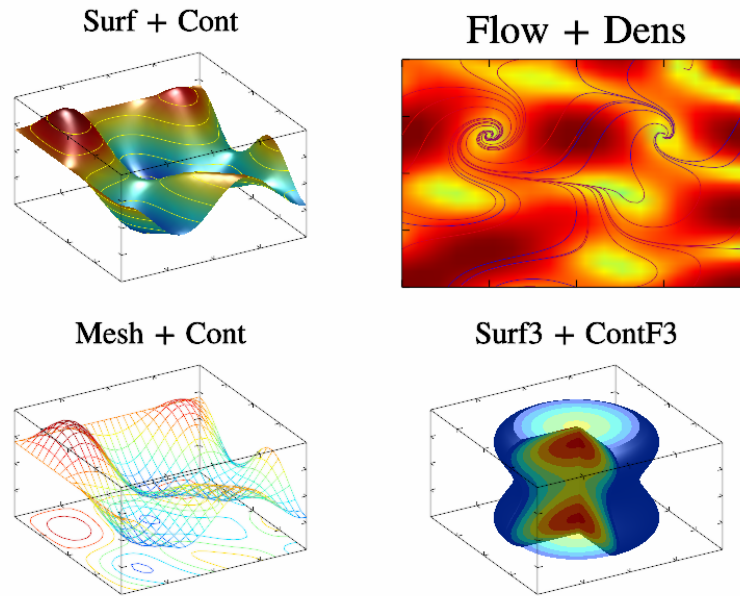 Surf + Cont
Flow + Dens
Mesh + Cont
Surf3 + ContF3